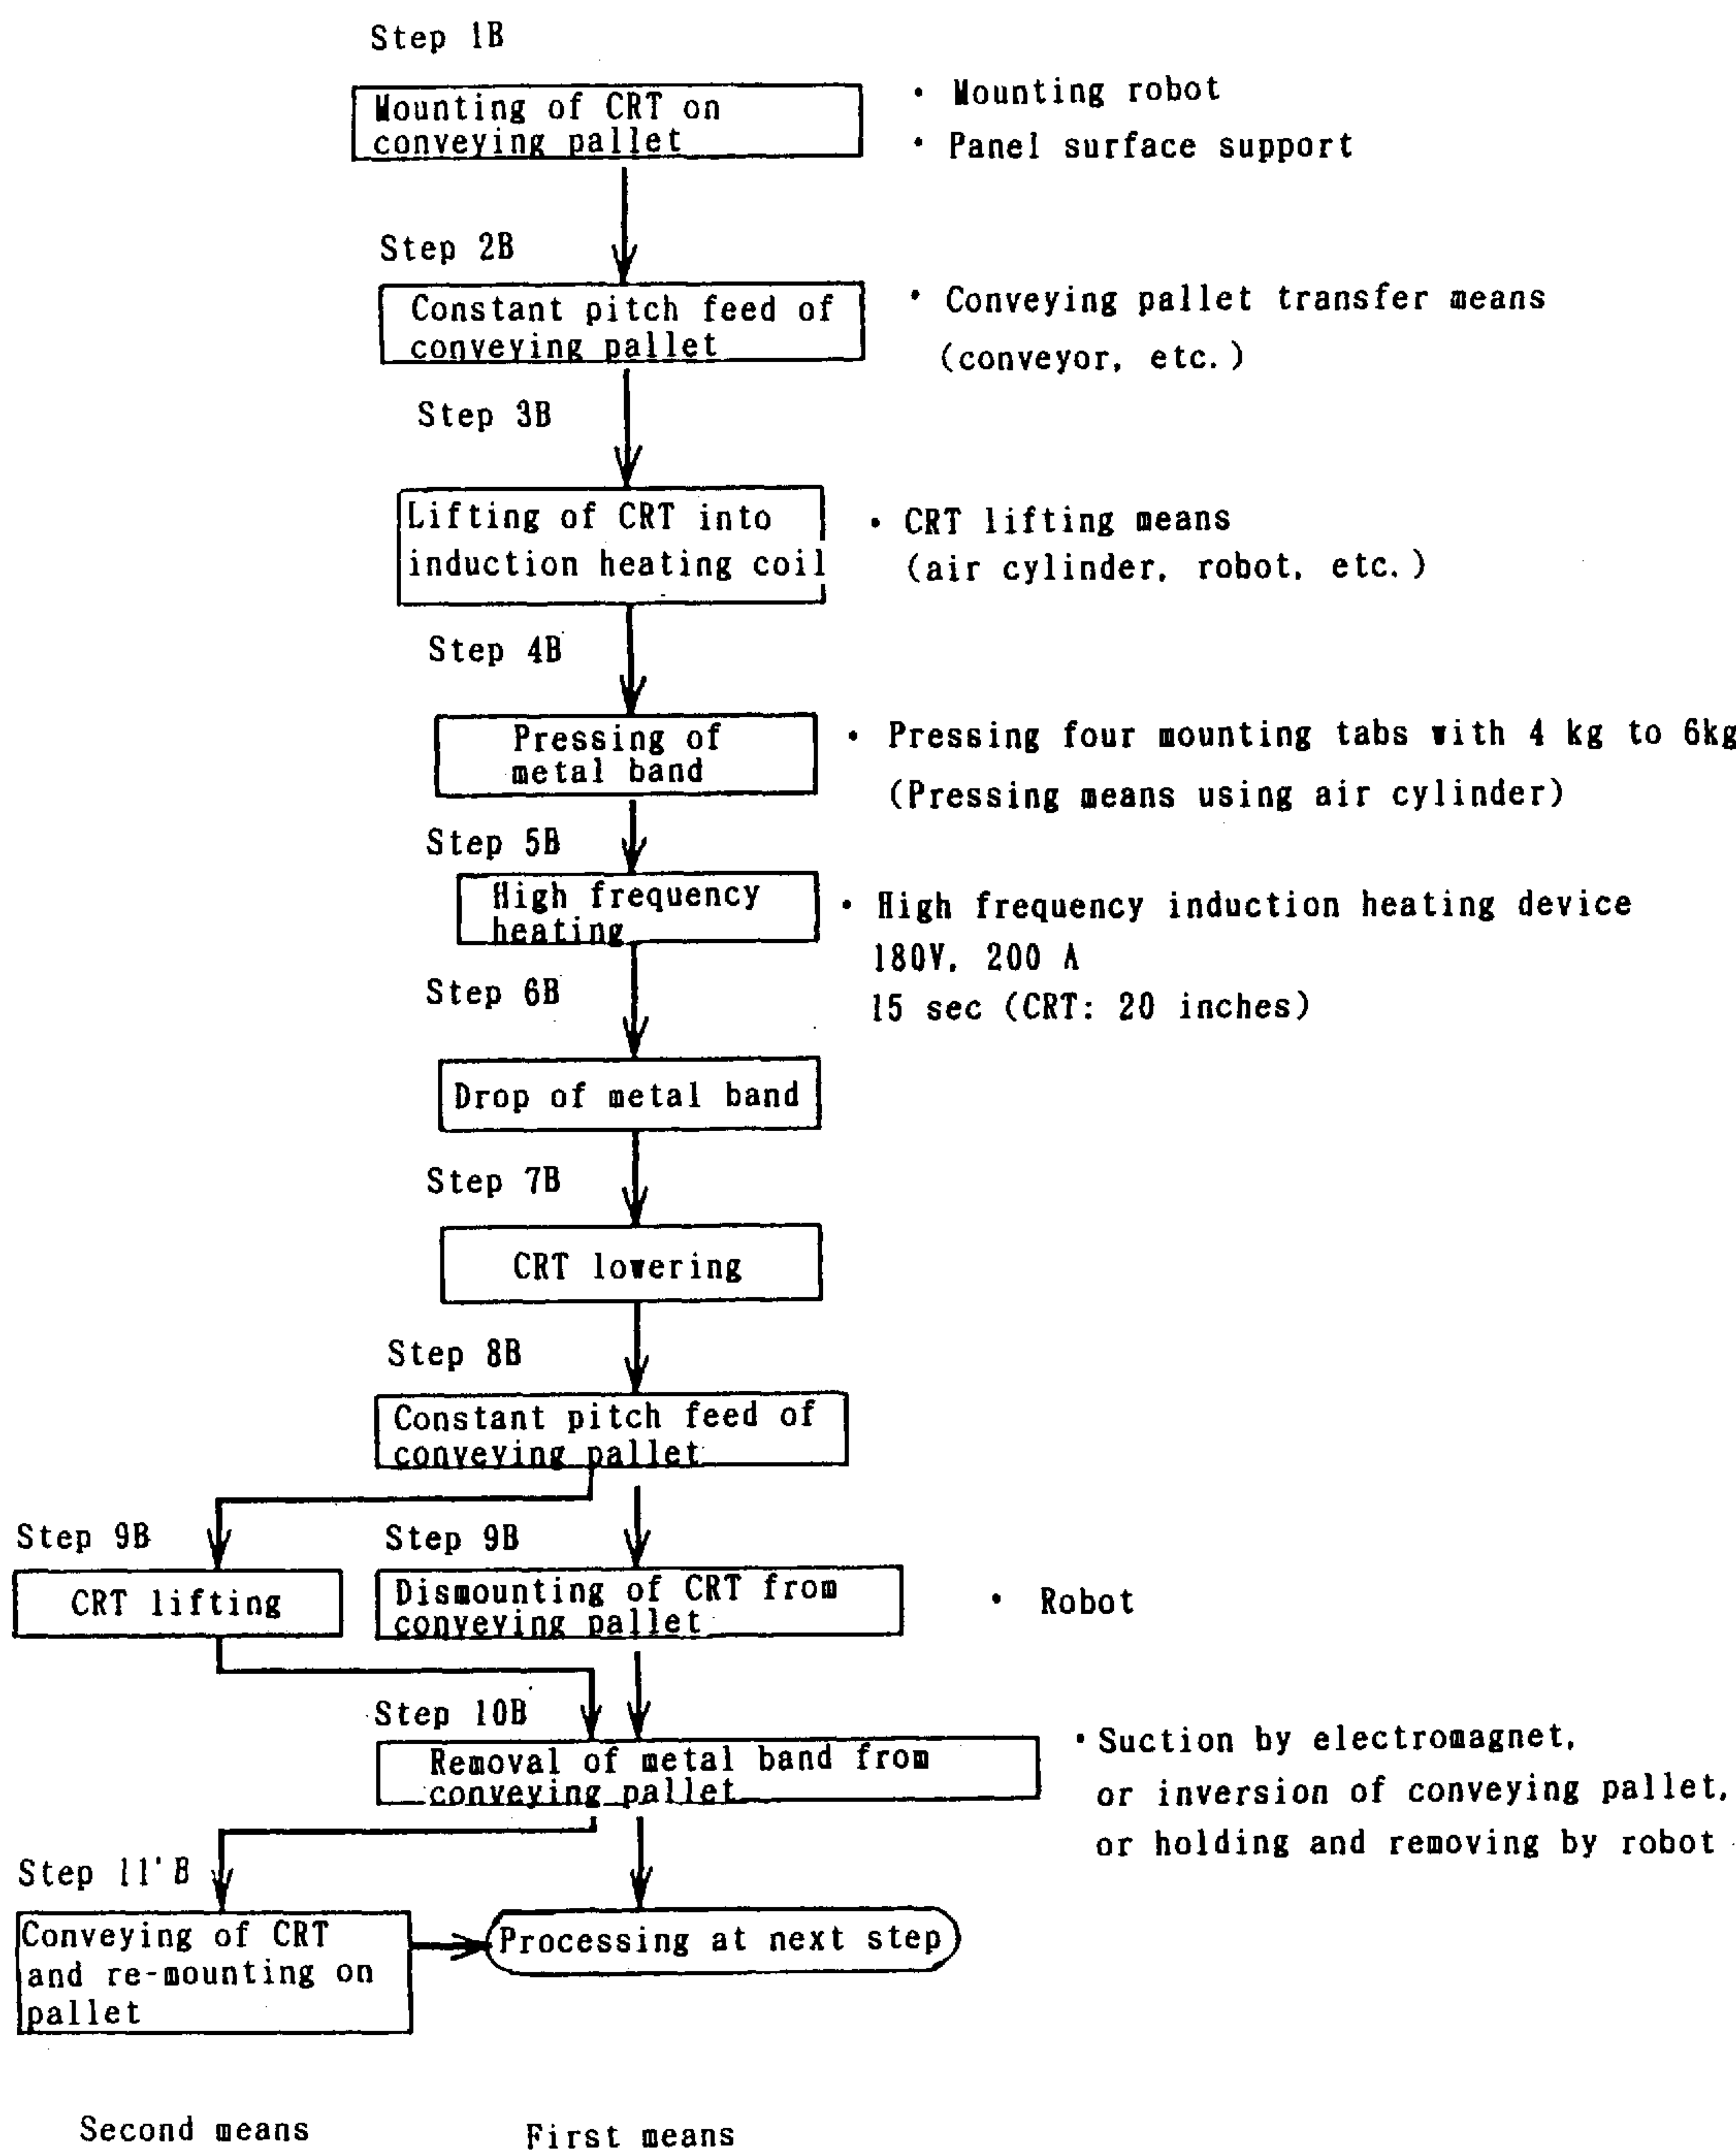 Step 1B
Mounting of CRT on
conveying pallet
・ Mounting robot
・ Panel surface support
Step 2B
Constant pitch feed of
conveying pallet
・ Conveying pallet transfer means
(conveyor, etc.)
Step 3B
Lifting of CRT into
induction heating coil
・ CRT lifting means
(air cylinder, robot, etc.)
Step 4B
Pressing of
metal band
・ Pressing four mounting tabs with 4 kg to 6kg
(Pressing means using air cylinder)
Step 5B
High frequency
heating
・ High frequency induction heating device
180V, 200 A
15 sec (CRT: 20 inches)
Step 6B
Drop of metal band
Step 7B
CRT lowering
Step 8B
Constant pitch feed of
conveying pallet
Step 9B
CRT lifting
Step 9B
Dismounting of CRT from
conveying pallet
・ Robot
Step 10B
Removal of metal band from
conveying pallet
・Suction by electromagnet,
or inversion of conveying pallet,
or holding and removing by robot
Step 11'B
Conveying of CRT
and re-mounting on
pallet
Processing at next step
Second means
First means